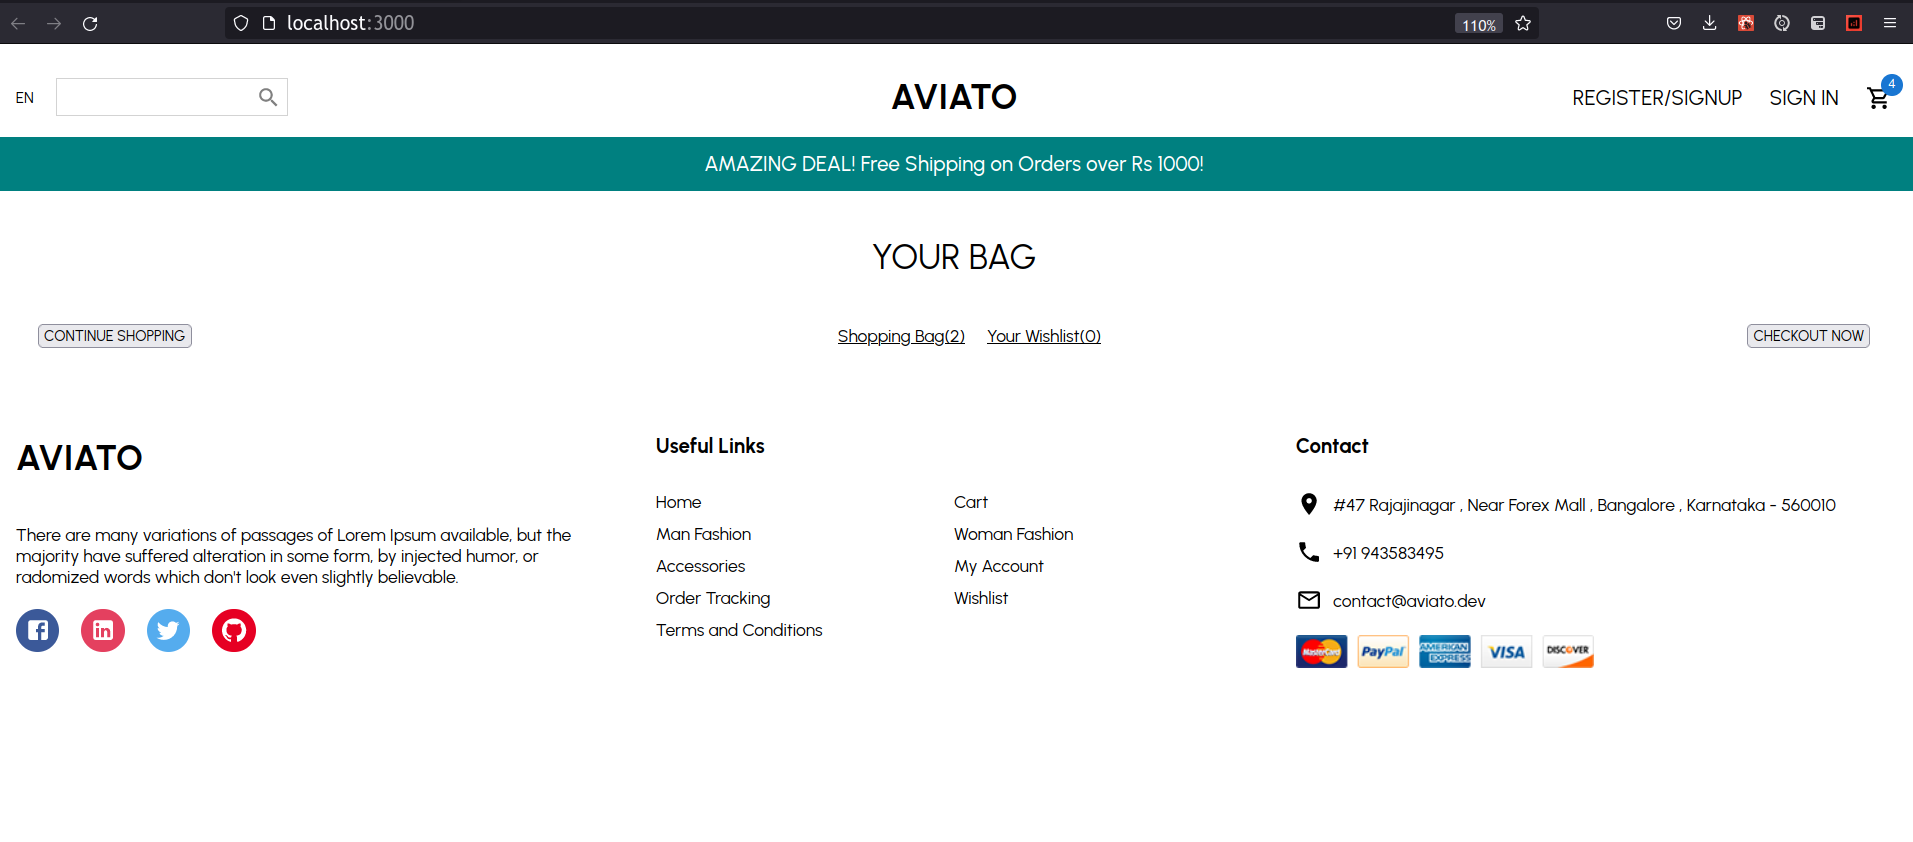 localhost:3000
110%
EN
AVIATO
REGISTER/SIGNUP
SIGN IN
4
AMAZING DEAL! Free Shipping on Orders over Rs 1000!
YOUR BAG
CONTINUE SHOPPING
Shopping Bag(2)
Your Wishlist(0)
CHECKOUT NOW
AVIATO
There are many variations of passages of Lorem Ipsum available, but the
majority have suffered alteration in some form, by injected humor, or
radomized words which don't look even slightly believable.
Useful Links
Home
Cart
Man Fashion
Woman Fashion
Accessories
My Account
Order Tracking
Wishlist
Terms and Conditions
Contact
#47 Rajajinagar , Near Forex Mall , Bangalore , Karnataka - 560010
+91 943583495
contact@aviato.dev
MasterCard
PayPal
AMERICAN
EXPRESS
VISA
DISCOVER